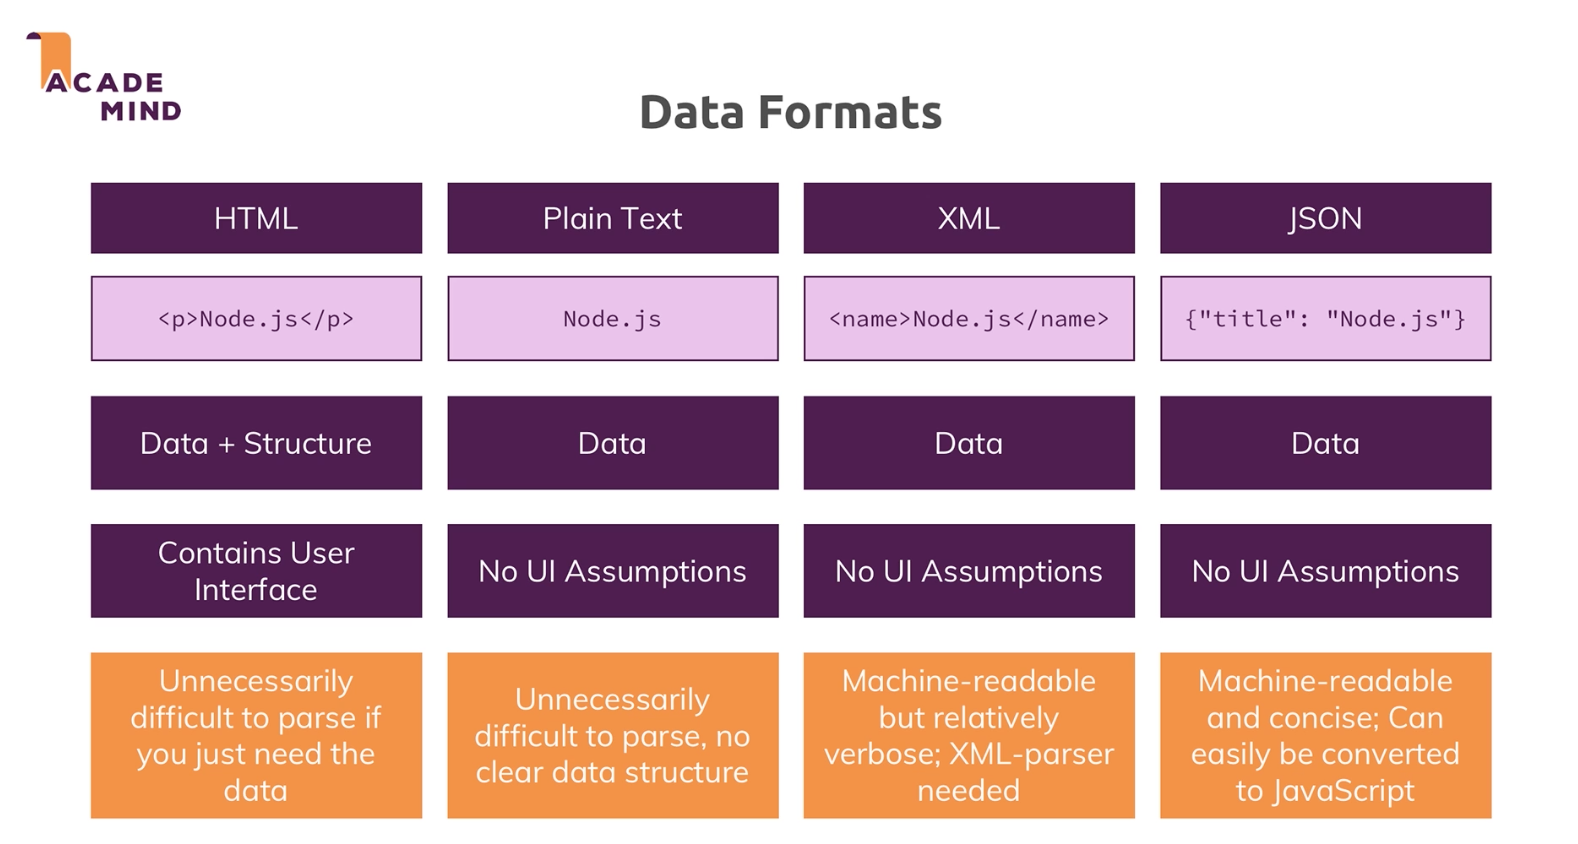 ACADE
MIND
Data Formats
HTML
Plain Text
XML
JSON
<p>Node.js</p>
Node.js
<name>Node.js</name>
{"title": "Node.js"}
Data + Structure
Data
Data
Data
Contains User
Interface
No UI Assumptions
No UI Assumptions
No UI Assumptions
Unnecessarily
difficult to parse if
you just need the
data
Unnecessarily
difficult to parse, no
clear data structure
Machine-readable
but relatively
verbose; XML-parser
needed
Machine-readable
and concise; Can
easily be converted
to JavaScript